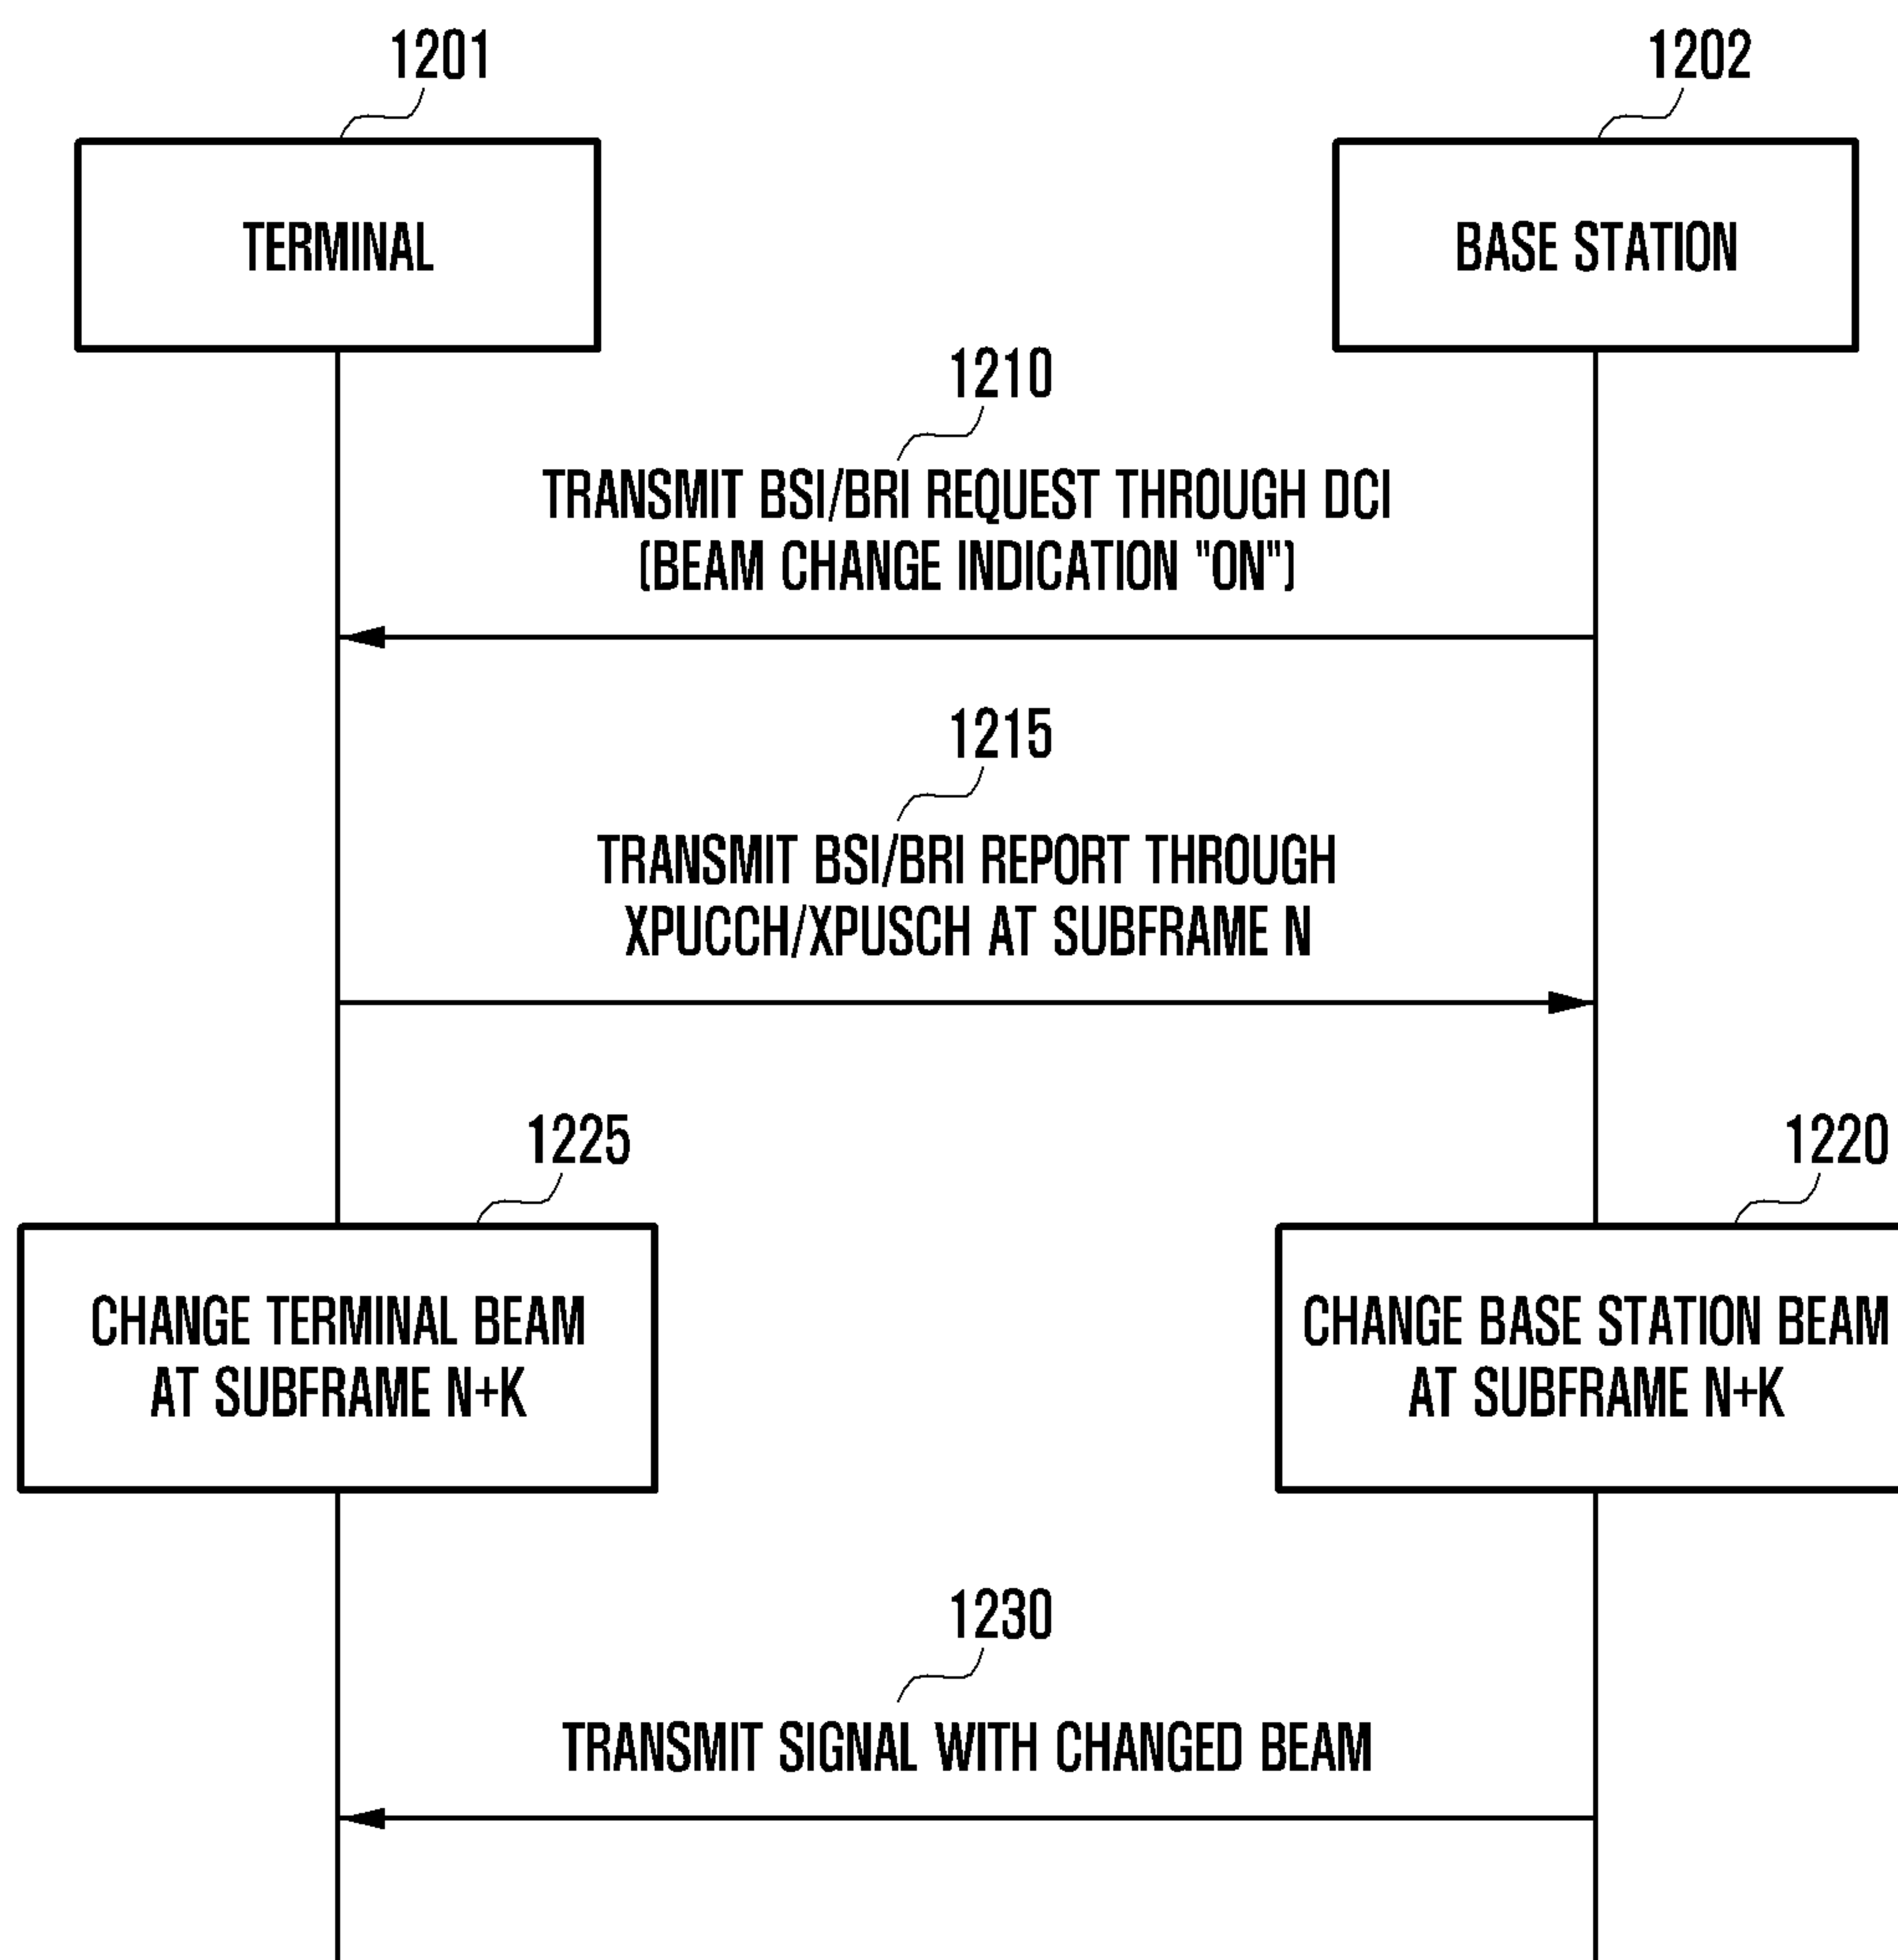 1201
1202
TERMINAL
BASE STATION
1210
TRANSMIT BSI/BRI REQUEST THROUGH DCI
(BEAM CHANGE INDICATION "ON")
1215
TRANSMIT BSI/BRI REPORT THROUGH
XPUCCH/XPUSCH AT SUBFRAME N
1225
1220
CHANGE TERMINAL BEAM
AT SUBFRAME N+K
CHANGE BASE STATION BEAM
AT SUBFRAME N+K
1230
TRANSMIT SIGNAL WITH CHANGED BEAM